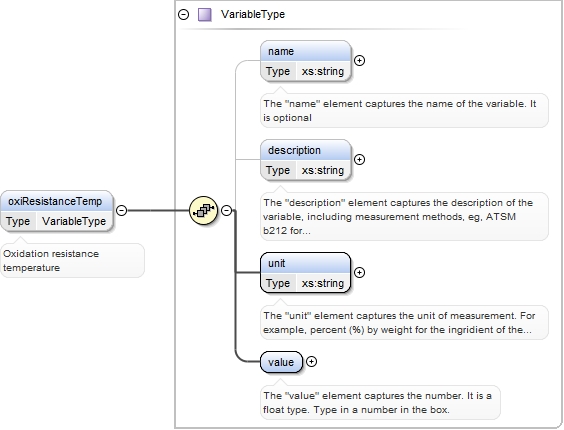 VariableType
name
Type xs:string
The "name" element captures the name of the variable. It
is optional
description
Type xs:string
The "description" element captures the description of the
variable, including measurement methods, eg, ATSM
b212 for...
oxiResistanceTemp
Type VariableType
Oxidation resistance
temperature
unit
Type xs:string
The "unit" element captures the unit of measurement. For
example, percent (%) by weight for the ingridient of the...
value
The "value" element captures the number. It is a
float type. Type in a number in the box.